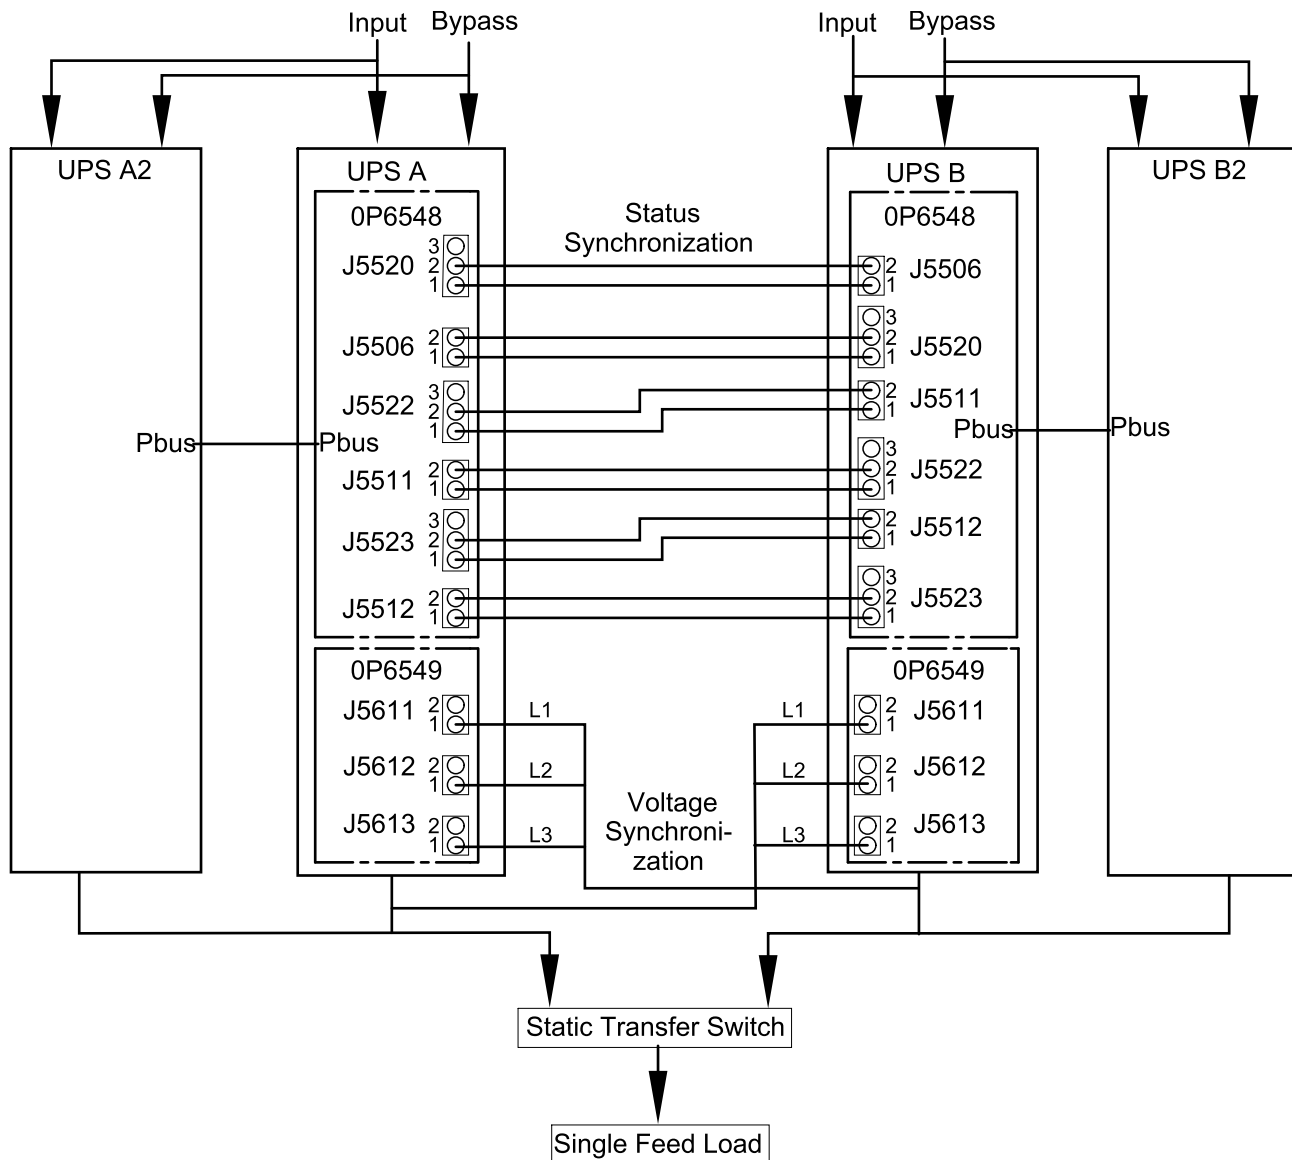 Input Bypass
Input Bypass
UPS A2
UPS A
UPS B
UPS B2
0P6548
3
J5520 2
1
2
J5506 1
3
J5522 2
1
Pbus
Pbus
J5511 2
1
3
J5523 2
1
J5512 2
1
0P6549
J5611 2
1
J5612 2
1
J5613 2
1
Status
Synchronization
0P6548
2 J5506
1
3
2 J5520
1
2 J5511
1
Pbus
Pbus
3
2 J5522
1
2 J5512
1
3
2 J5523
1
0P6549
2 J5611
1
2 J5612
1
2 J5613
1
L1
L2
L3
L1
L2
L3
Voltage
Synchroni-
zation
Static Transfer Switch
Single Feed Load